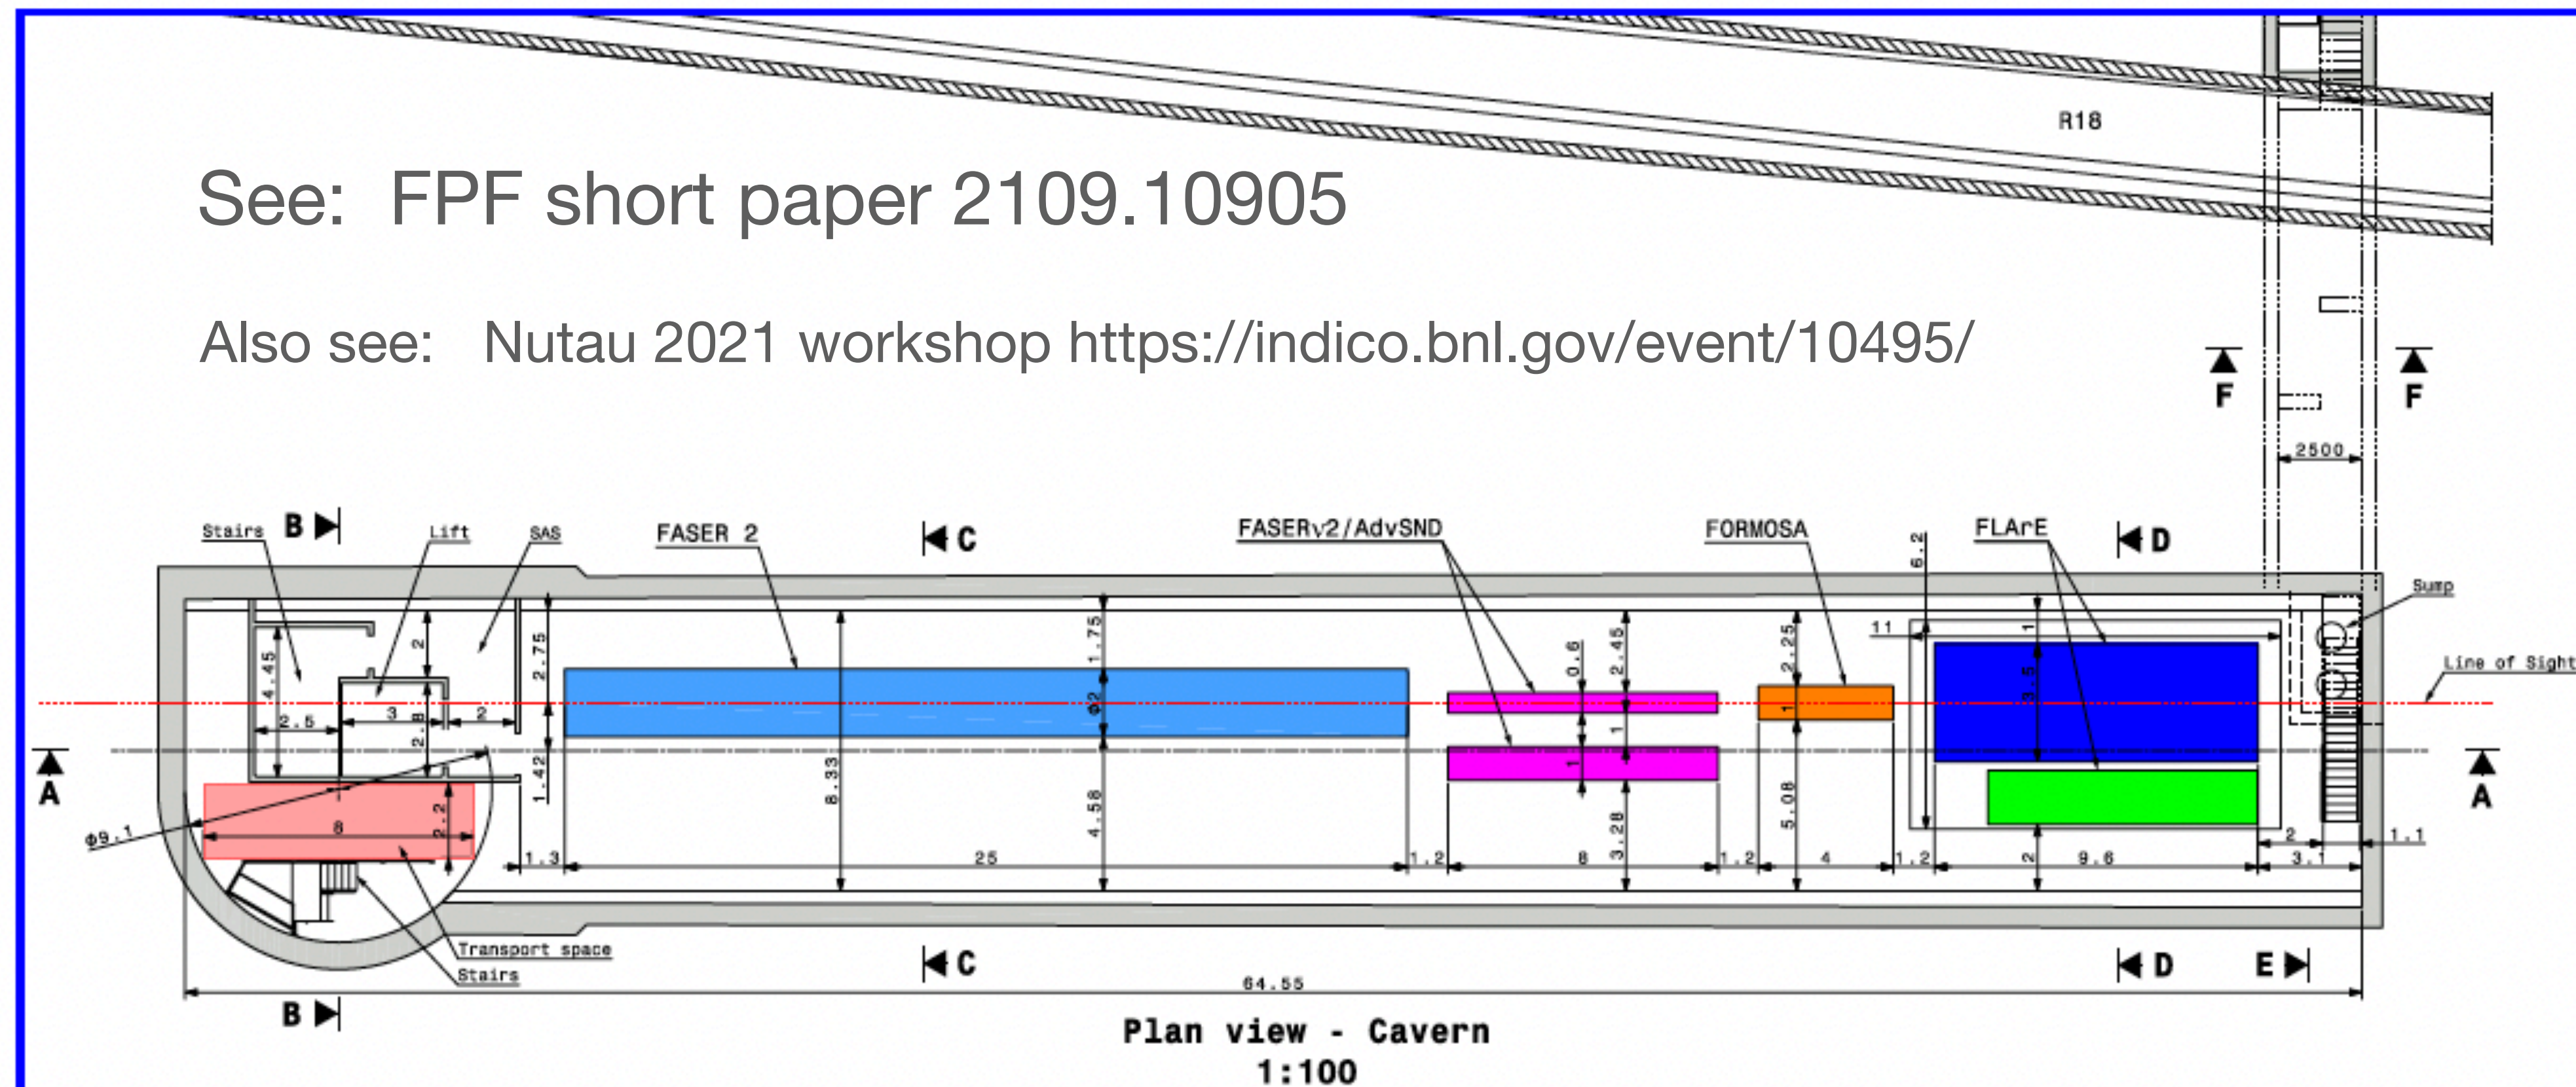 R18
See: FPF short paper 2109.10905
Also see: Nutau 2021 workshop https://indico.bnl.gov/event/10495/
F F
2500
Stairs B Lift SAS FASER 2 C FASERν2/AdvSND FORMOSA FLArE D
6.2
Sump
11
4.45 2 2.75 1.75 0.6 2.45 2.25 1
Line of Sight
2.5 3 2.8 2 Φ2 1 1 3.5
A A
1.42 8.33 1
Φ9.1 8 2.2 4.58 3.28 5.08 2 1.1
1.3 25 1.2 8 1.2 4 1.2 2 9.6 3.1
Transport space
Stairs
C D E
64.55
B
Plan view - Cavern
1:100